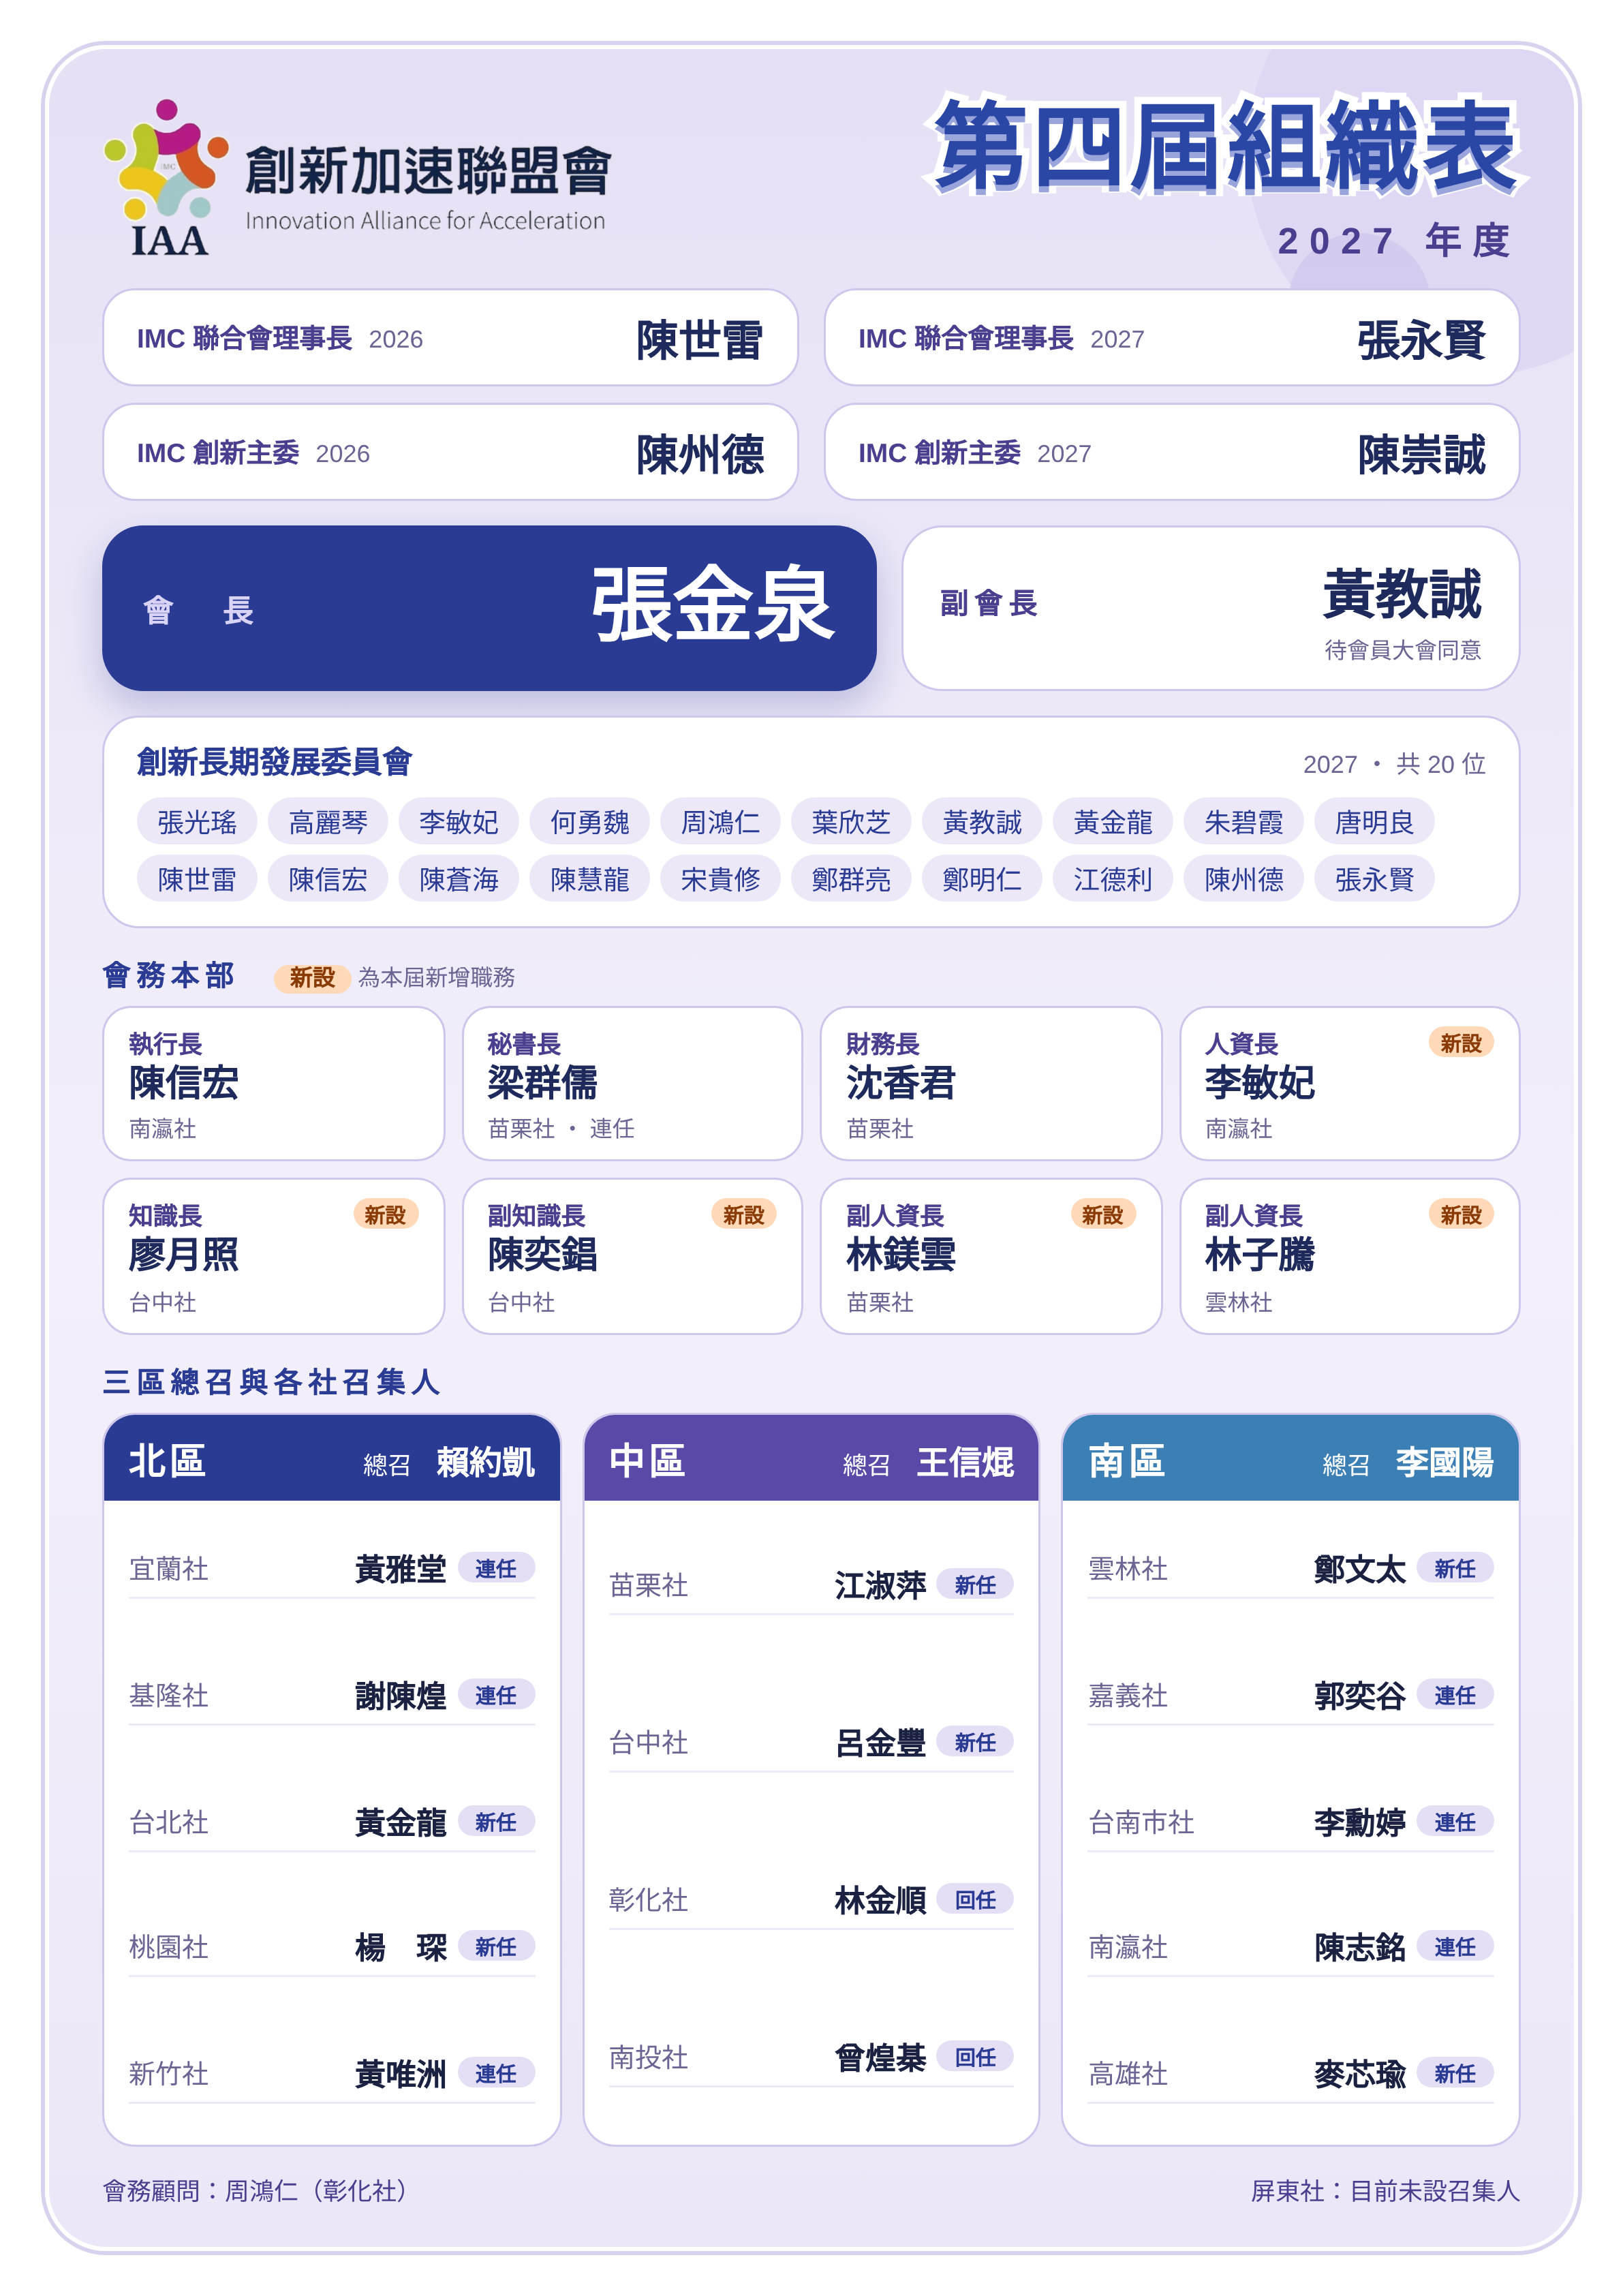 第四屆組織表
創新加速聯盟會
Innovation Alliance for Acceleration
IMC
IAA
2027 年度
IMC 聯合會理事長 2026 陳世雷
IMC 聯合會理事長 2027 張永賢
IMC 創新主委 2026 陳州德
IMC 創新主委 2027 陳崇誠
會 長 張金泉
副會長 黃教誠
待會員大會同意
創新長期發展委員會 2027 · 共 20 位
張光瑤 高麗琴 李敏妃 何勇魏 周鴻仁 葉欣芝 黃教誠 黃金龍 朱碧霞 唐明良
陳世雷 陳信宏 陳蒼海 陳慧龍 宋貴修 鄭群亮 鄭明仁 江德利 陳州德 張永賢
會務本部 新設 為本屆新增職務
執行長
陳信宏
南瀛社
秘書長
梁群儒
苗栗社 · 連任
財務長
沈香君
苗栗社
人資長 新設
李敏妃
南瀛社
知識長 新設
廖月照
台中社
副知識長 新設
陳奕錩
台中社
副人資長 新設
林鎂雲
苗栗社
副人資長 新設
林子騰
雲林社
三區總召與各社召集人
北區 總召 賴約凱
宜蘭社 黃雅堂 連任
基隆社 謝陳煌 連任
台北社 黃金龍 新任
桃園社 楊　琛 新任
新竹社 黃唯洲 連任
中區 總召 王信焜
苗栗社 江淑萍 新任
台中社 呂金豐 新任
彰化社 林金順 回任
南投社 曾煌棊 回任
南區 總召 李國陽
雲林社 鄭文太 新任
嘉義社 郭奕谷 連任
台南市社 李勳婷 連任
南瀛社 陳志銘 連任
高雄社 麥芯瑜 新任
會務顧問：周鴻仁（彰化社）
屏東社：目前未設召集人